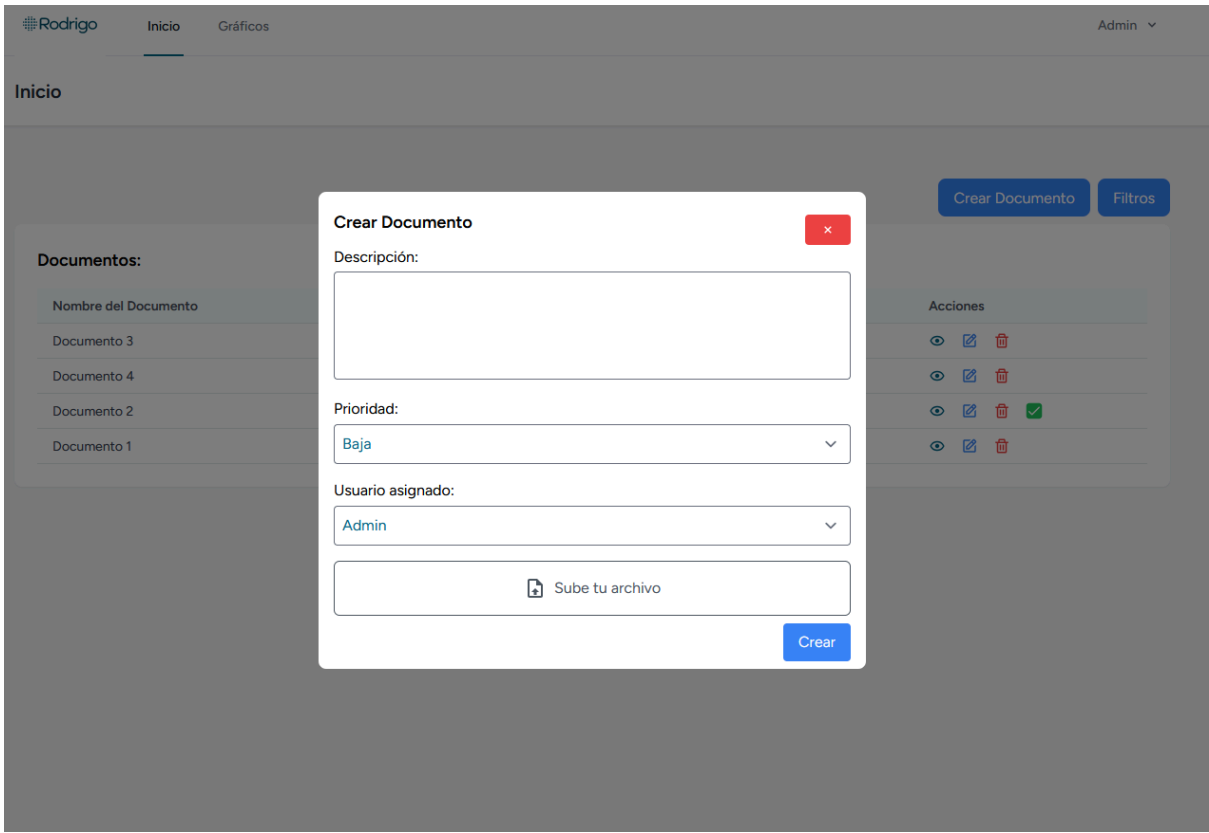 Rodrigo Inicio Gráficos Admin
Inicio
Crear Documento Filtros
Crear Documento ×
Descripción:
Documentos:
Nombre del Documento Acciones
Documento 3
Documento 4
Documento 2
Documento 1
Prioridad:
Baja
Usuario asignado:
Admin
Sube tu archivo
Crear